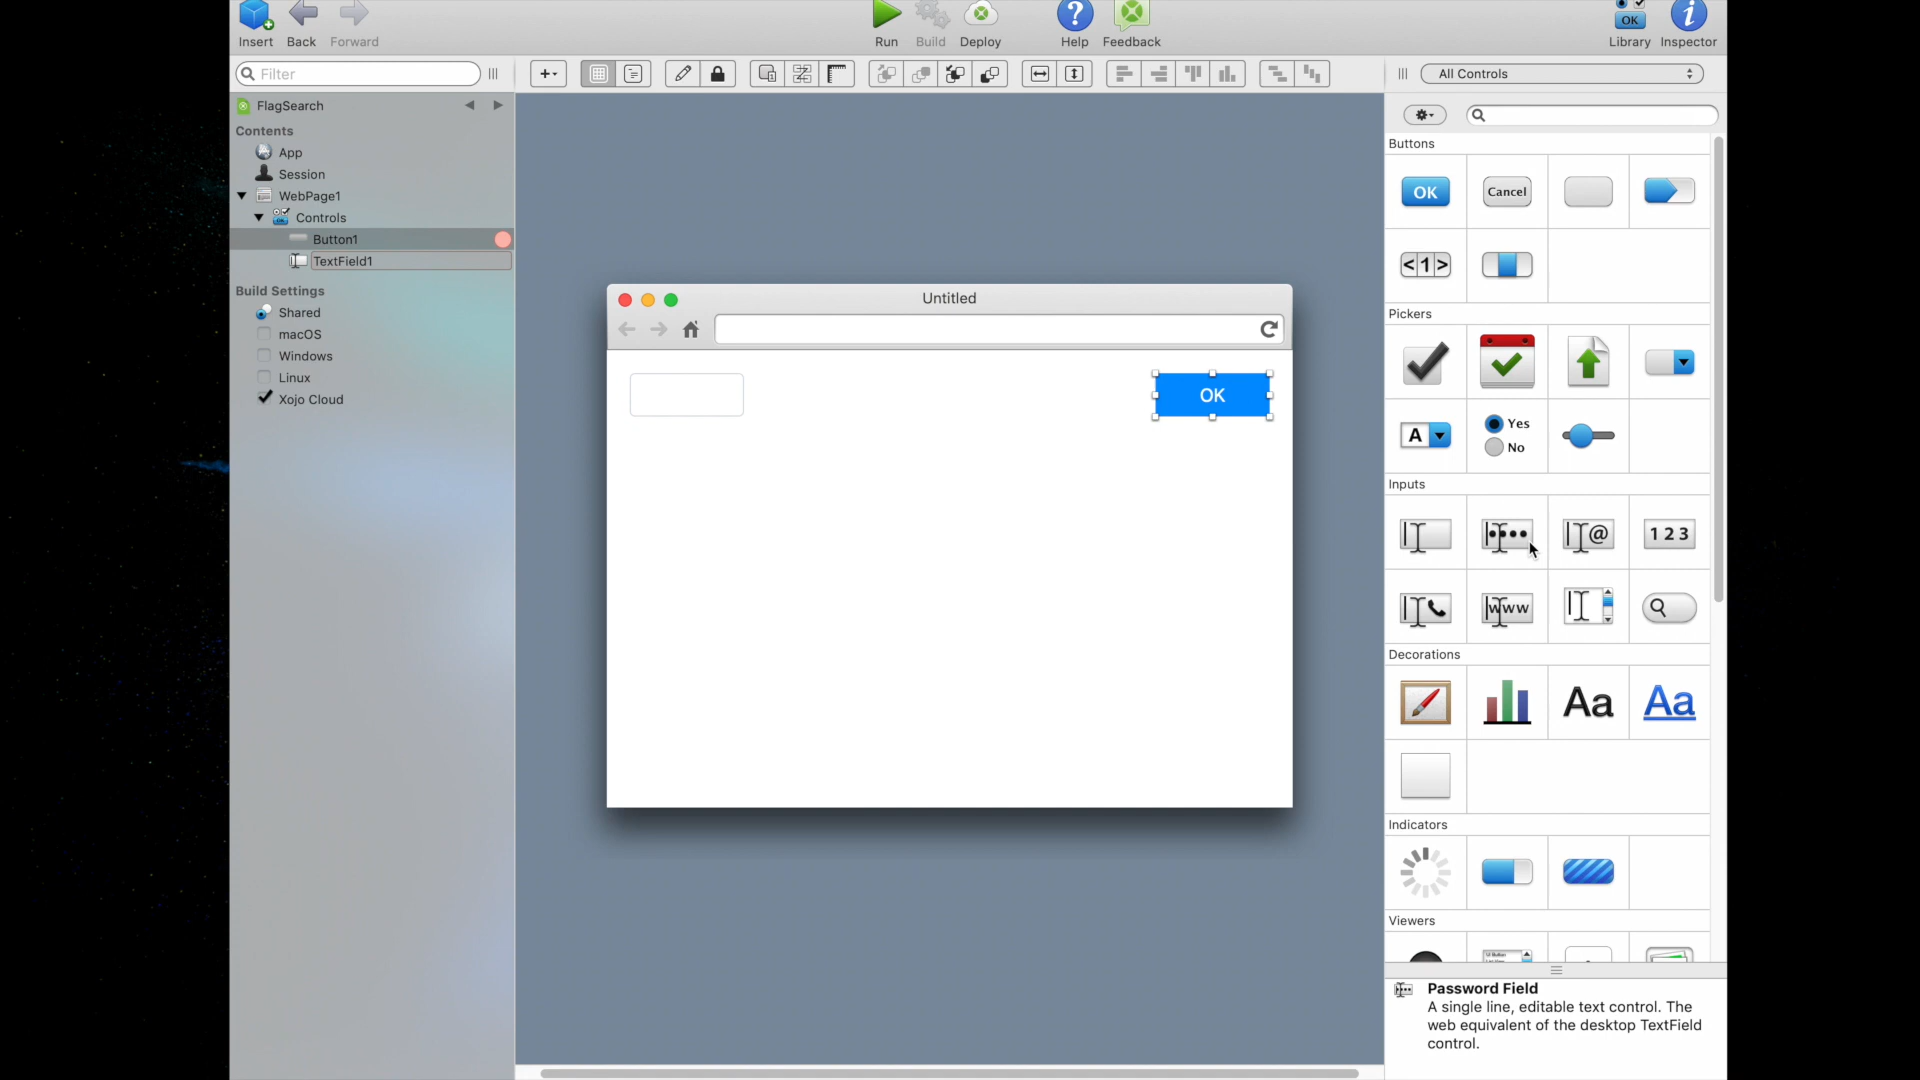 Insert Back Forward Run Build Deploy Help Feedback OK Library Inspector
Filter
All Controls
FlagSearch
Contents
App
Session
WebPage1
Controls
Button1
TextField1
Build Settings
Shared
macOS
Windows
Linux
Xojo Cloud
Untitled
OK
Buttons
OK Cancel
<1>
Pickers
A Yes
No
Inputs
@ 1 2 3
www
Decorations
Aa Aa
Indicators
Viewers
Password Field
A single line, editable text control. The
web equivalent of the desktop TextField
control.